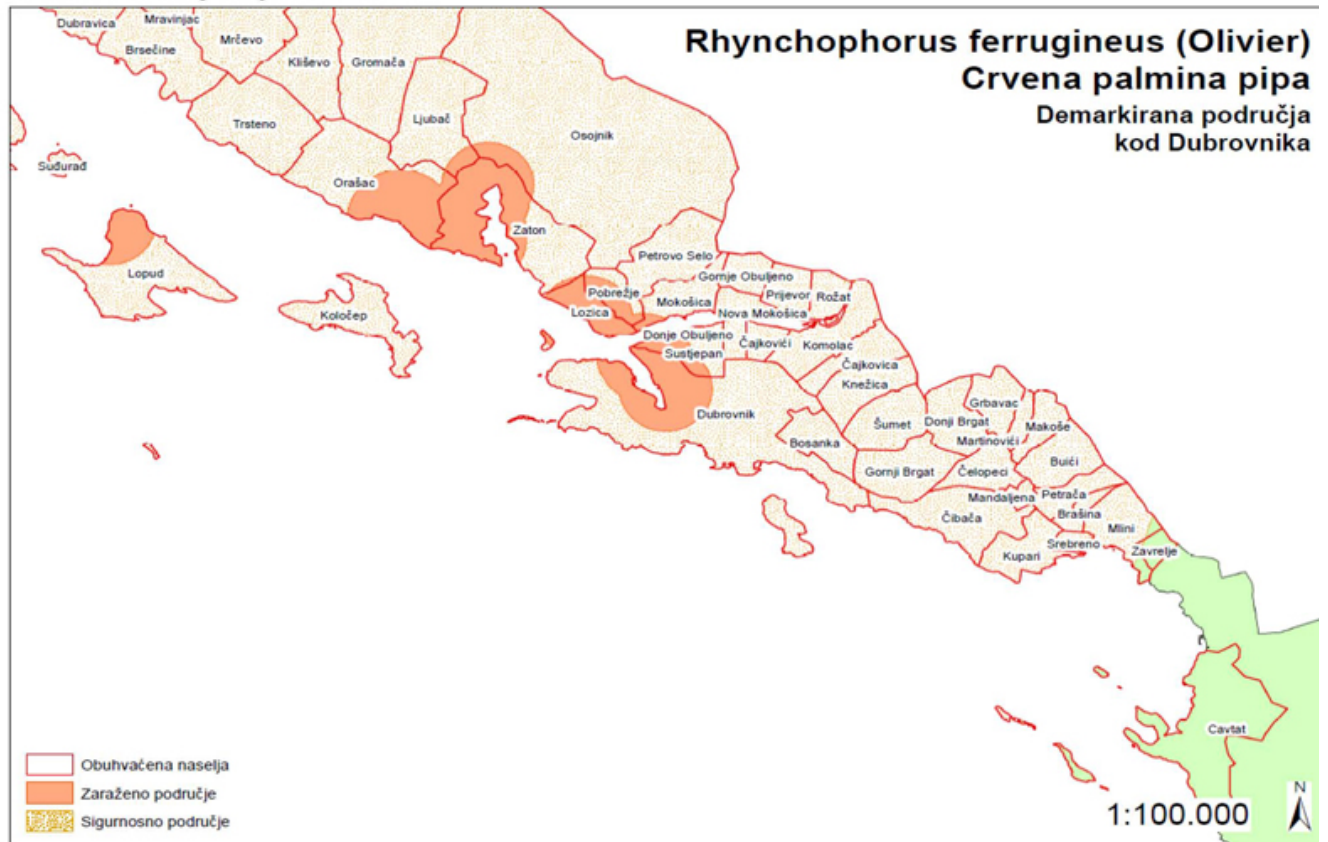 Rhynchophorus ferrugineus (Olivier)
Crvena palmina pipa
Demarkirana područja
kod Dubrovnika
Dubravica
Mravinjac
Mrčevo
Brsečine
Kliševo
Gromača
Trsteno
Ljubač
Osojnik
Suđurađ
Orašac
Zaton
Lopud
Koločep
Petrovo Selo
Pobrežje
Gornje Obuljeno
Lozica
Mokošica
Prijevor
Rožat
Nova Mokošica
Donje Obuljeno
Čajkovići
Komolac
Sustjepan
Čajkovica
Knežica
Dubrovnik
Grbavac
Šumet
Donji Brgat
Makoše
Bosanka
Martinovići
Buići
Gornji Brgat
Čelopeci
Mandaljena
Petrača
Čibača
Brašina
Mlini
Kupari
Srebreno
Zavrelje
Cavtat
Obuhvaćena naselja
Zaraženo područje
Sigurnosno područje
1:100.000
N